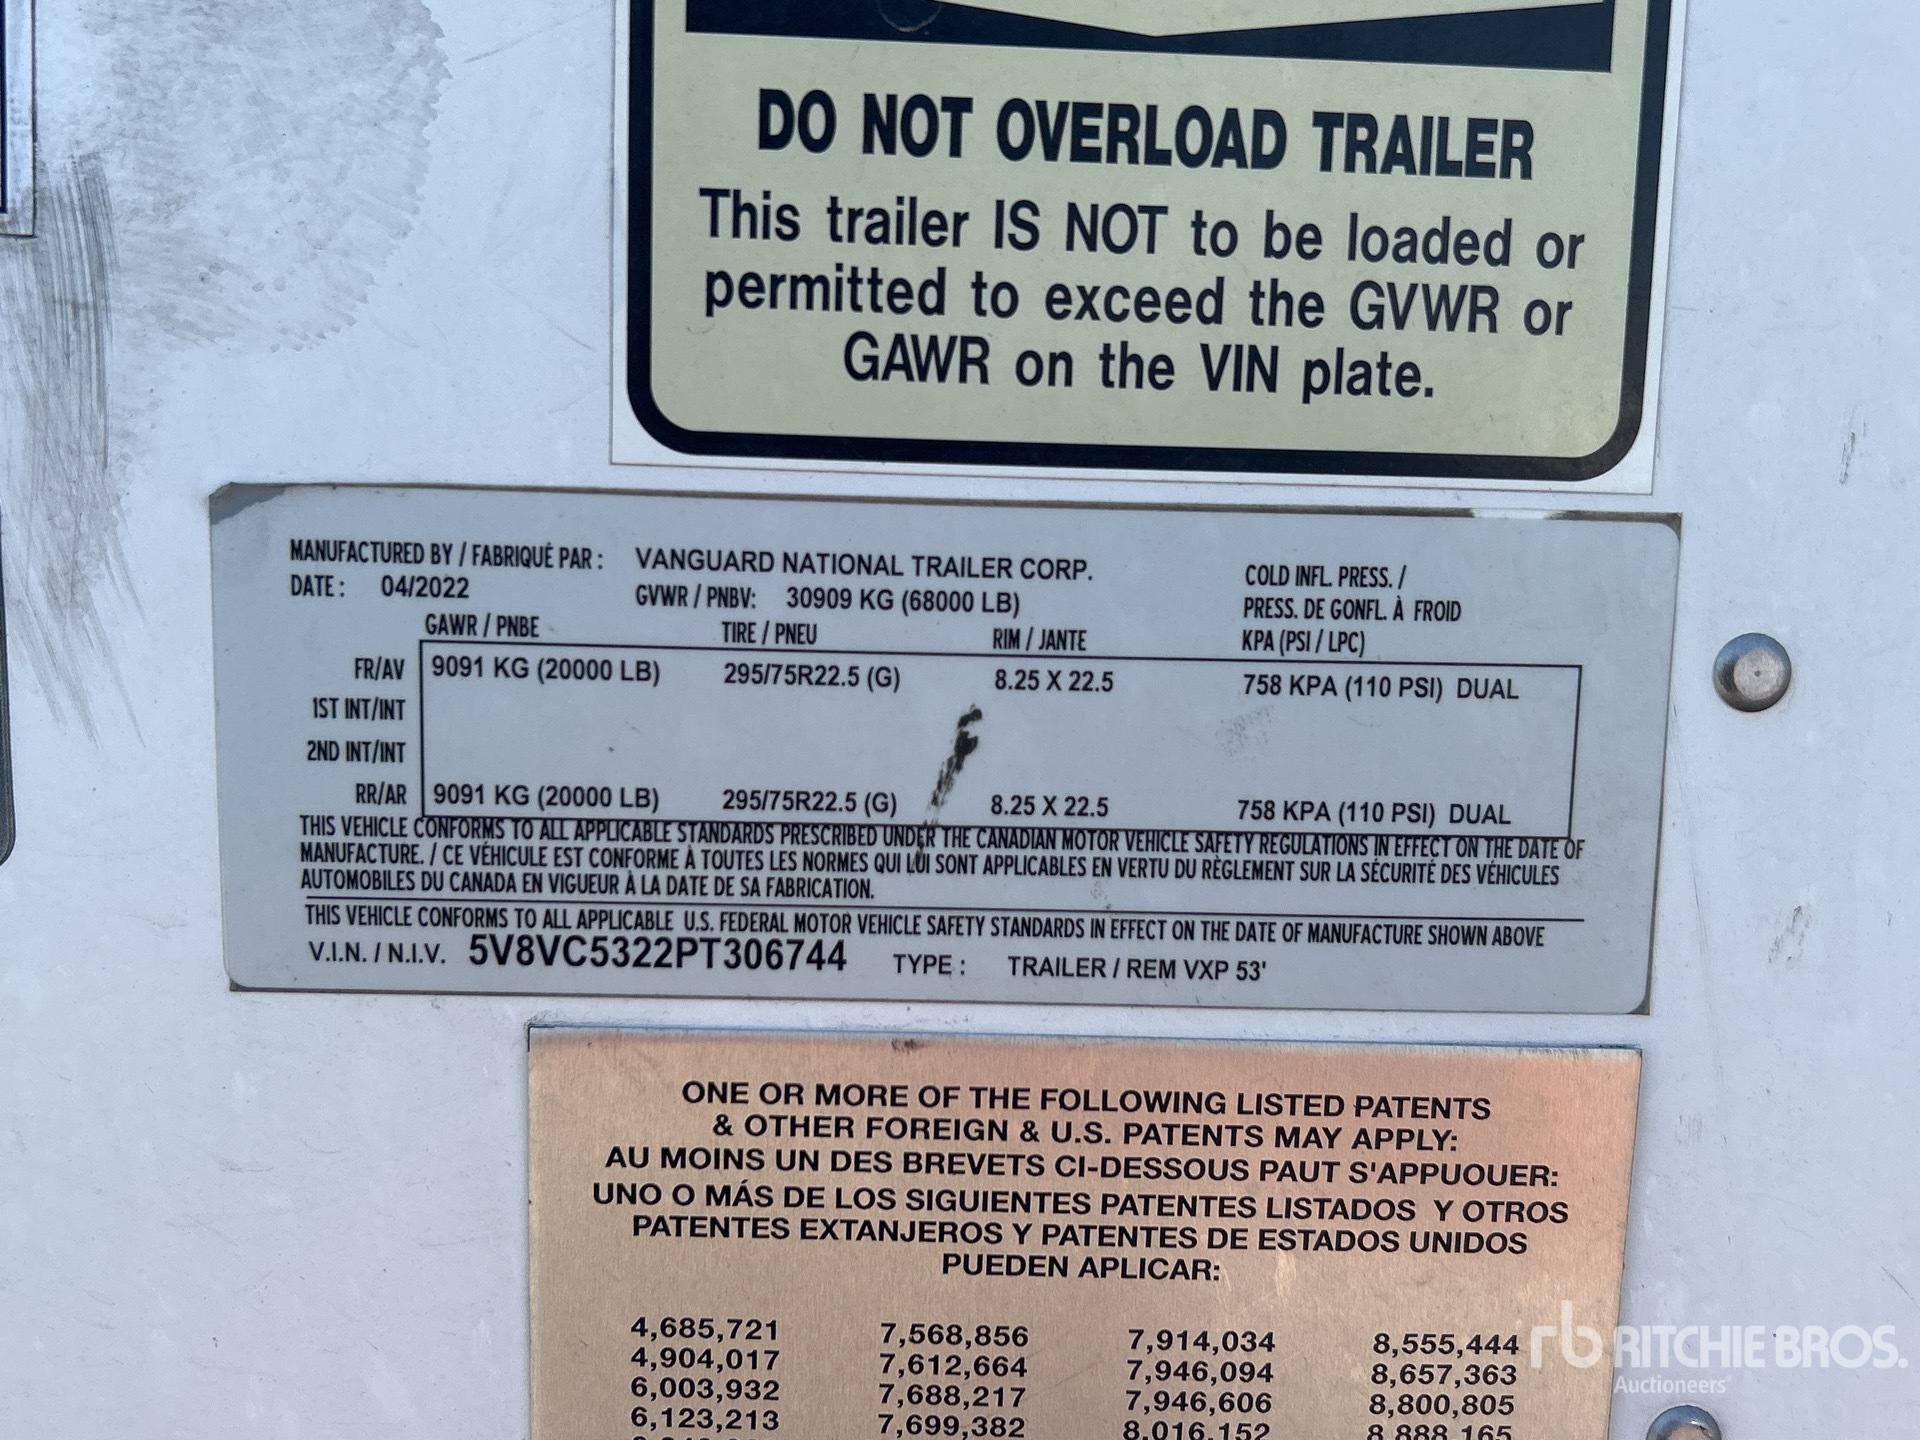 DO NOT OVERLOAD TRAILER
This trailer IS NOT to be loaded or
permitted to exceed the GVWR or
GAWR on the VIN plate.
MANUFACTURED BY / FABRIQUÉ PAR : VANGUARD NATIONAL TRAILER CORP.
DATE : 04/2022 GVWR / PNBV: 30909 KG (68000 LB)
COLD INFL. PRESS. /
PRESS. DE GONFL. À FROID
GAWR / PNBE TIRE / PNEU RIM / JANTE KPA (PSI / LPC)
FR/AV 9091 KG (20000 LB) 295/75R22.5 (G) 8.25 X 22.5 758 KPA (110 PSI) DUAL
1ST INT/INT
2ND INT/INT
RR/AR 9091 KG (20000 LB) 295/75R22.5 (G) 8.25 X 22.5 758 KPA (110 PSI) DUAL
THIS VEHICLE CONFORMS TO ALL APPLICABLE STANDARDS PRESCRIBED UNDER THE CANADIAN MOTOR VEHICLE SAFETY REGULATIONS IN EFFECT ON THE DATE OF
MANUFACTURE. / CE VÉHICULE EST CONFORME À TOUTES LES NORMES QUI LUI SONT APPLICABLES EN VERTU DU RÈGLEMENT SUR LA SÉCURITÉ DES VÉHICULES
AUTOMOBILES DU CANADA EN VIGUEUR À LA DATE DE SA FABRICATION.
THIS VEHICLE CONFORMS TO ALL APPLICABLE U.S. FEDERAL MOTOR VEHICLE SAFETY STANDARDS IN EFFECT ON THE DATE OF MANUFACTURE SHOWN ABOVE
V.I.N. / N.I.V. 5V8VC5322PT306744 TYPE : TRAILER / REM VXP 53'
ONE OR MORE OF THE FOLLOWING LISTED PATENTS
& OTHER FOREIGN & U.S. PATENTS MAY APPLY:
AU MOINS UN DES BREVETS CI-DESSOUS PAUT S'APPUOUER:
UNO O MÁS DE LOS SIGUIENTES PATENTES LISTADOS Y OTROS
PATENTES EXTANJEROS Y PATENTES DE ESTADOS UNIDOS
PUEDEN APLICAR:
4,685,721 7,568,856 7,914,034 8,555,444
4,904,017 7,612,664 7,946,094 8,657,363
6,003,932 7,688,217 7,946,606 8,800,805
6,123,213 7,699,382 8,016,152 8,888,165
rb RITCHIE BROS.
Auctioneers